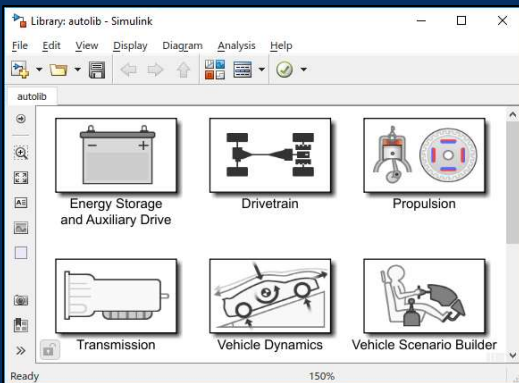 Library: autolib - Simulink
File Edit View Display Diagram Analysis Help
autolib
- +
Energy Storage
and Auxiliary Drive
Drivetrain
Propulsion
Transmission
Vehicle Dynamics
Vehicle Scenario Builder
Ready
150%